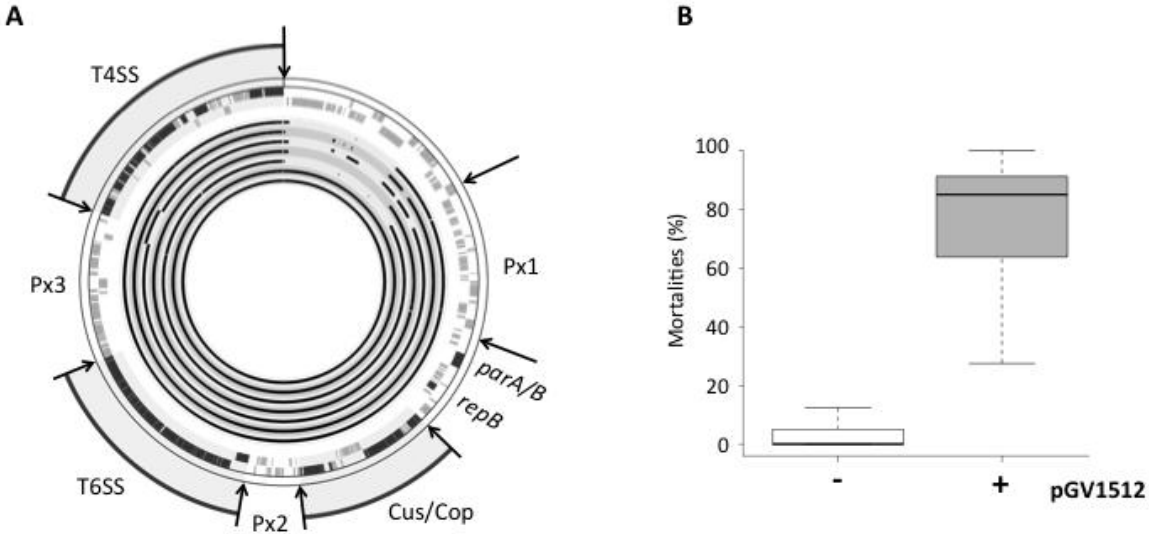 A
T4SS
Px1
parA/B
repB
Cus/Cop
Px2
T6SS
Px3
B
Mortalities (%)
100
80
60
40
20
0
- + pGV1512